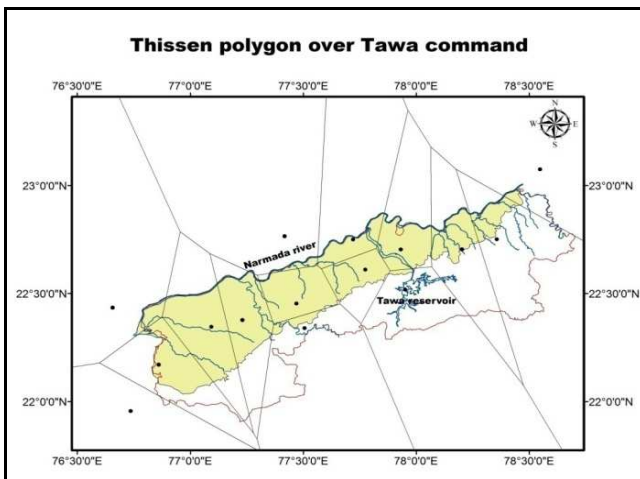 Thissen polygon over Tawa command
76°30'0"E 77°0'0"E 77°30'0"E 78°0'0"E 78°30'0"E
N
W E
S
23°0'0"N 23°0'0"N
Narmada river
22°30'0"N 22°30'0"N
Tawa reservoir
22°0'0"N 22°0'0"N
76°30'0"E 77°0'0"E 77°30'0"E 78°0'0"E 78°30'0"E